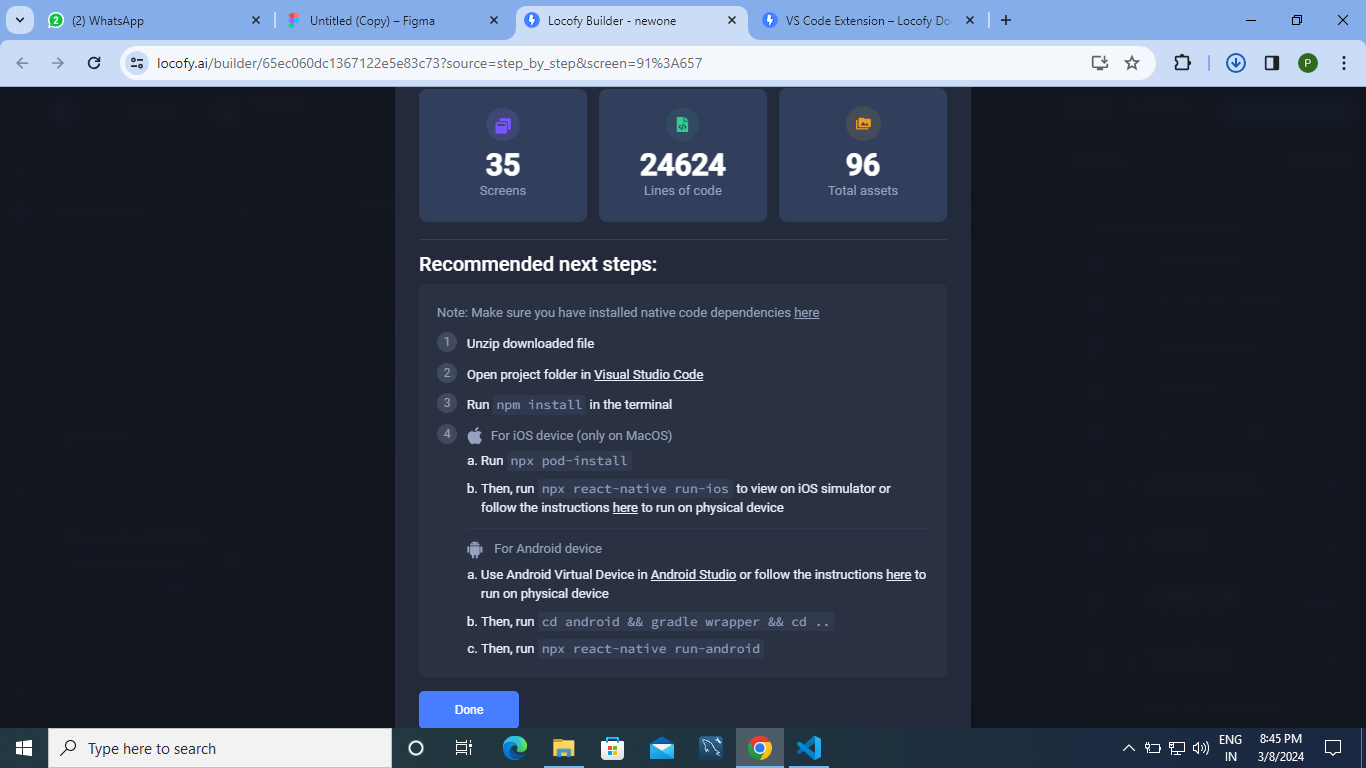 (2) WhatsApp
Untitled (Copy) – Figma
Locofy Builder - newone
VS Code Extension – Locofy Do
locofy.ai/builder/65ec060dc1367122e5e83c73?source=step_by_step&screen=91%3A657
P
35
Screens
24624
Lines of code
96
Total assets
Recommended next steps:
Note: Make sure you have installed native code dependencies here
1 Unzip downloaded file
2 Open project folder in Visual Studio Code
3 Run npm install in the terminal
4 For iOS device (only on MacOS)
a. Run npx pod-install
b. Then, run npx react-native run-ios to view on iOS simulator or
follow the instructions here to run on physical device
For Android device
a. Use Android Virtual Device in Android Studio or follow the instructions here to
run on physical device
b. Then, run cd android && gradle wrapper && cd ..
c. Then, run npx react-native run-android
Done
Type here to search
ENG
IN
8:45 PM
3/8/2024